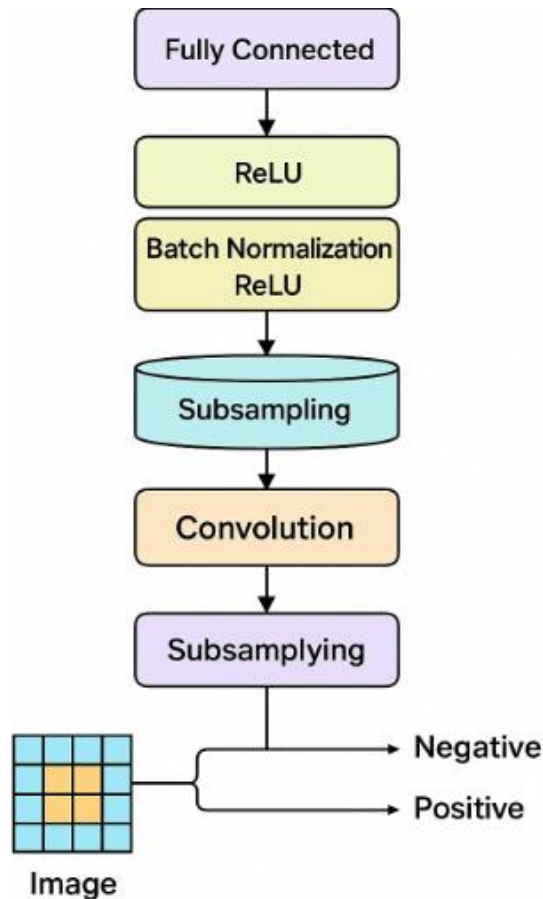 Fully Connected
ReLU
Batch Normalization
ReLU
Subsampling
Convolution
Subsamplying
Negative
Positive
Image